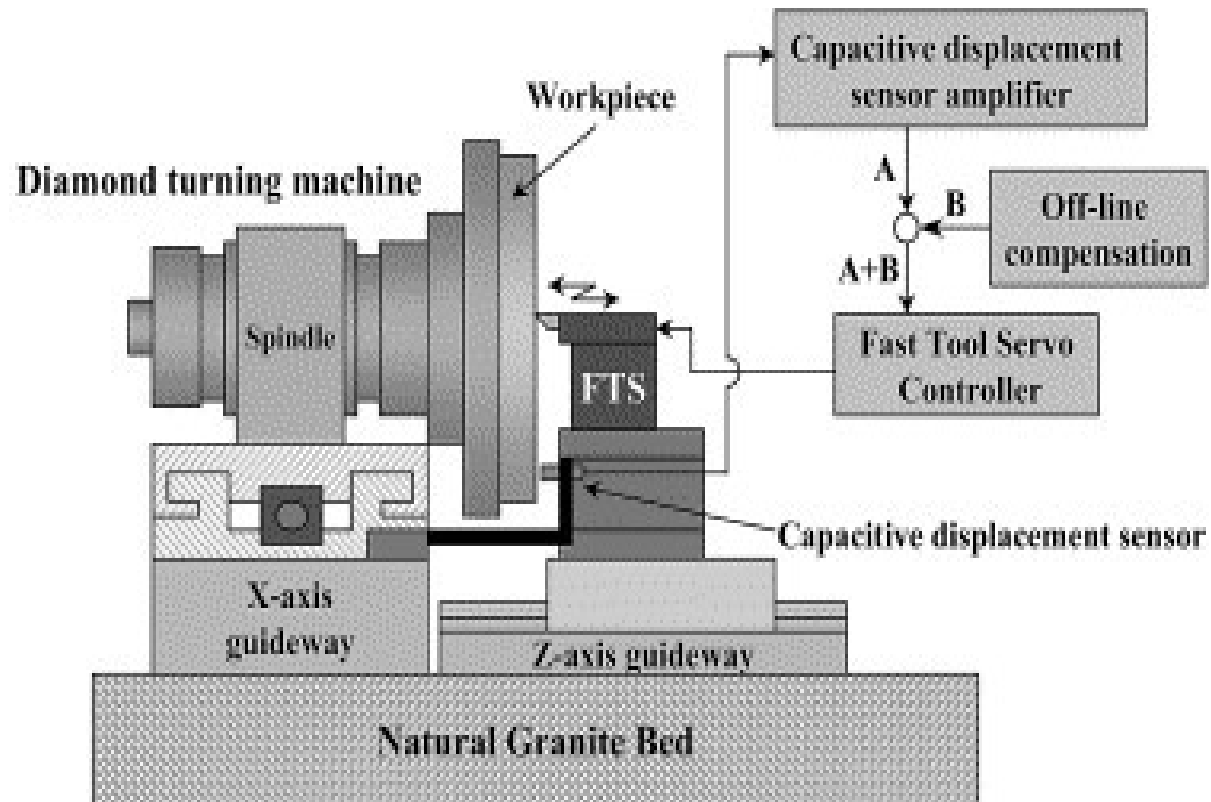 Capacitive displacement
sensor amplifier
Workpiece
Diamond turning machine
A
B
Off-line
compensation
A+B
Spindle
FTS
Fast Tool Servo
Controller
Capacitive displacement sensor
X-axis
guideway
Z-axis guideway
Natural Granite Bed